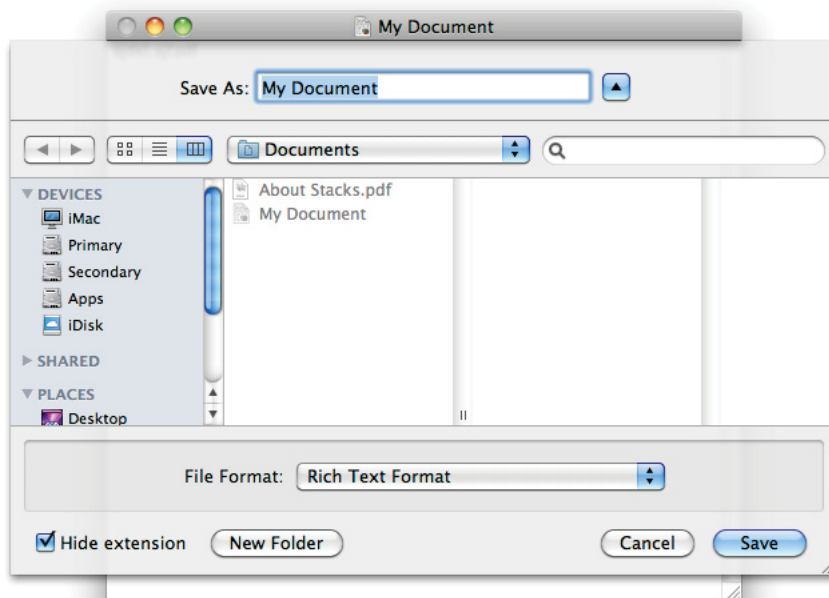 My Document
Save As: My Document
Documents
DEVICES
iMac
Primary
Secondary
Apps
iDisk
SHARED
PLACES
Desktop
About Stacks.pdf
My Document
File Format: Rich Text Format
Hide extension New Folder Cancel Save